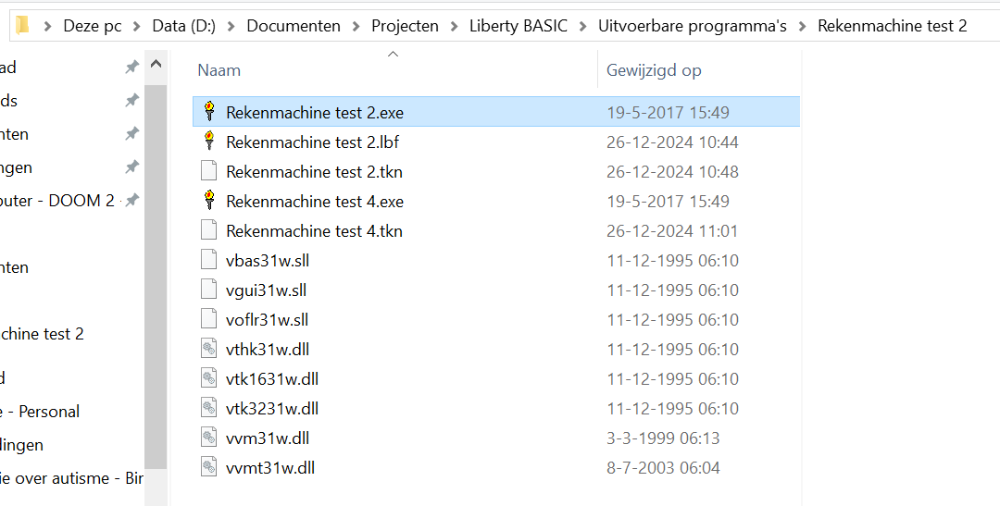 Deze pc > Data (D:) > Documenten > Projecten > Liberty BASIC > Uitvoerbare programma's > Rekenmachine test 2
ad
ds
nten
ngen
outer - DOOM 2 -
nten
chine test 2
d
e - Personal
lingen
ie over autisme - Bir
Naam Gewijzigd op
Rekenmachine test 2.exe 19-5-2017 15:49
Rekenmachine test 2.lbf 26-12-2024 10:44
Rekenmachine test 2.tkn 26-12-2024 10:48
Rekenmachine test 4.exe 19-5-2017 15:49
Rekenmachine test 4.tkn 26-12-2024 11:01
vbas31w.sll 11-12-1995 06:10
vgui31w.sll 11-12-1995 06:10
voflr31w.sll 11-12-1995 06:10
vthk31w.dll 11-12-1995 06:10
vtk1631w.dll 11-12-1995 06:10
vtk3231w.dll 11-12-1995 06:10
vvm31w.dll 3-3-1999 06:13
vvmt31w.dll 8-7-2003 06:04